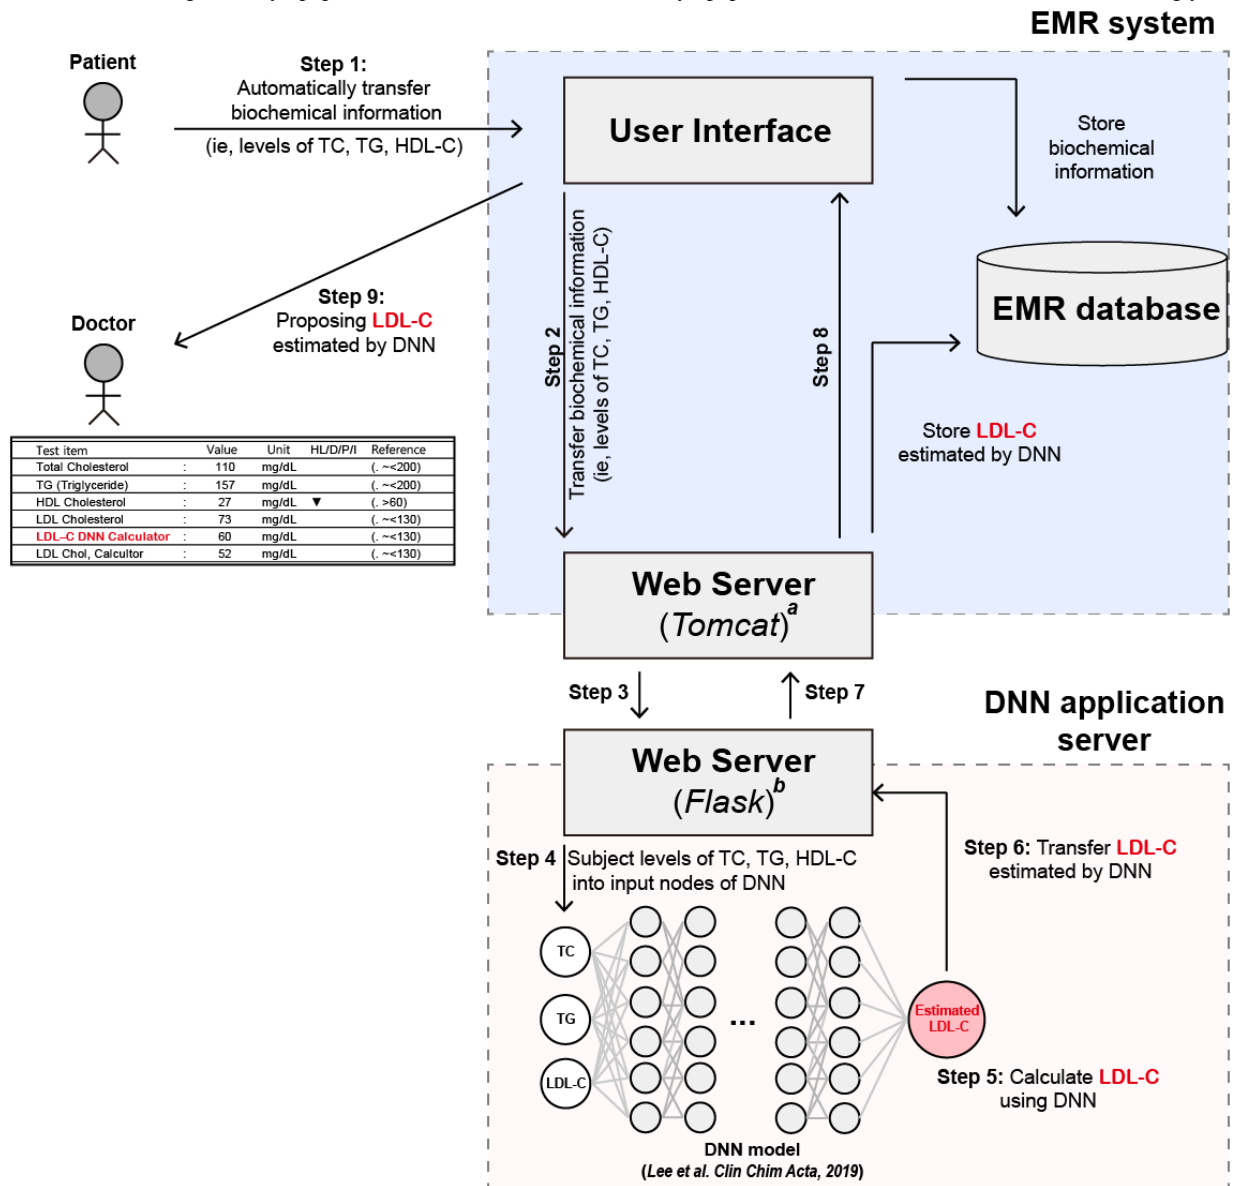 EMR system
Patient
Step 1:
Automatically transfer
biochemical information
(ie, levels of TC, TG, HDL-C)
User Interface
Store
biochemical
information
EMR database
Step 2
Transfer biochemical information
(ie, levels of TC, TG, HDL-C)
Step 8
Step 9:
Proposing LDL-C
estimated by DNN
Doctor
Store LDL-C
estimated by DNN
Test item Value Unit HL/D/P/I Reference
Total Cholesterol : 110 mg/dL (. ~<200)
TG (Triglyceride) : 157 mg/dL (. ~<200)
HDL Cholesterol : 27 mg/dL ▼ (. >60)
LDL Cholesterol : 73 mg/dL (. ~<130)
LDL–C DNN Calculator : 60 mg/dL (. ~<130)
LDL Chol, Calcultor : 52 mg/dL (. ~<130)
Web Server
(Tomcat)a
Step 3
Step 7
DNN application
server
Web Server
(Flask)b
Step 4 Subject levels of TC, TG, HDL-C
into input nodes of DNN
Step 6: Transfer LDL-C
estimated by DNN
TC
TG
LDL-C
...
Estimated
LDL-C
Step 5: Calculate LDL-C
using DNN
DNN model
(Lee et al. Clin Chim Acta, 2019)